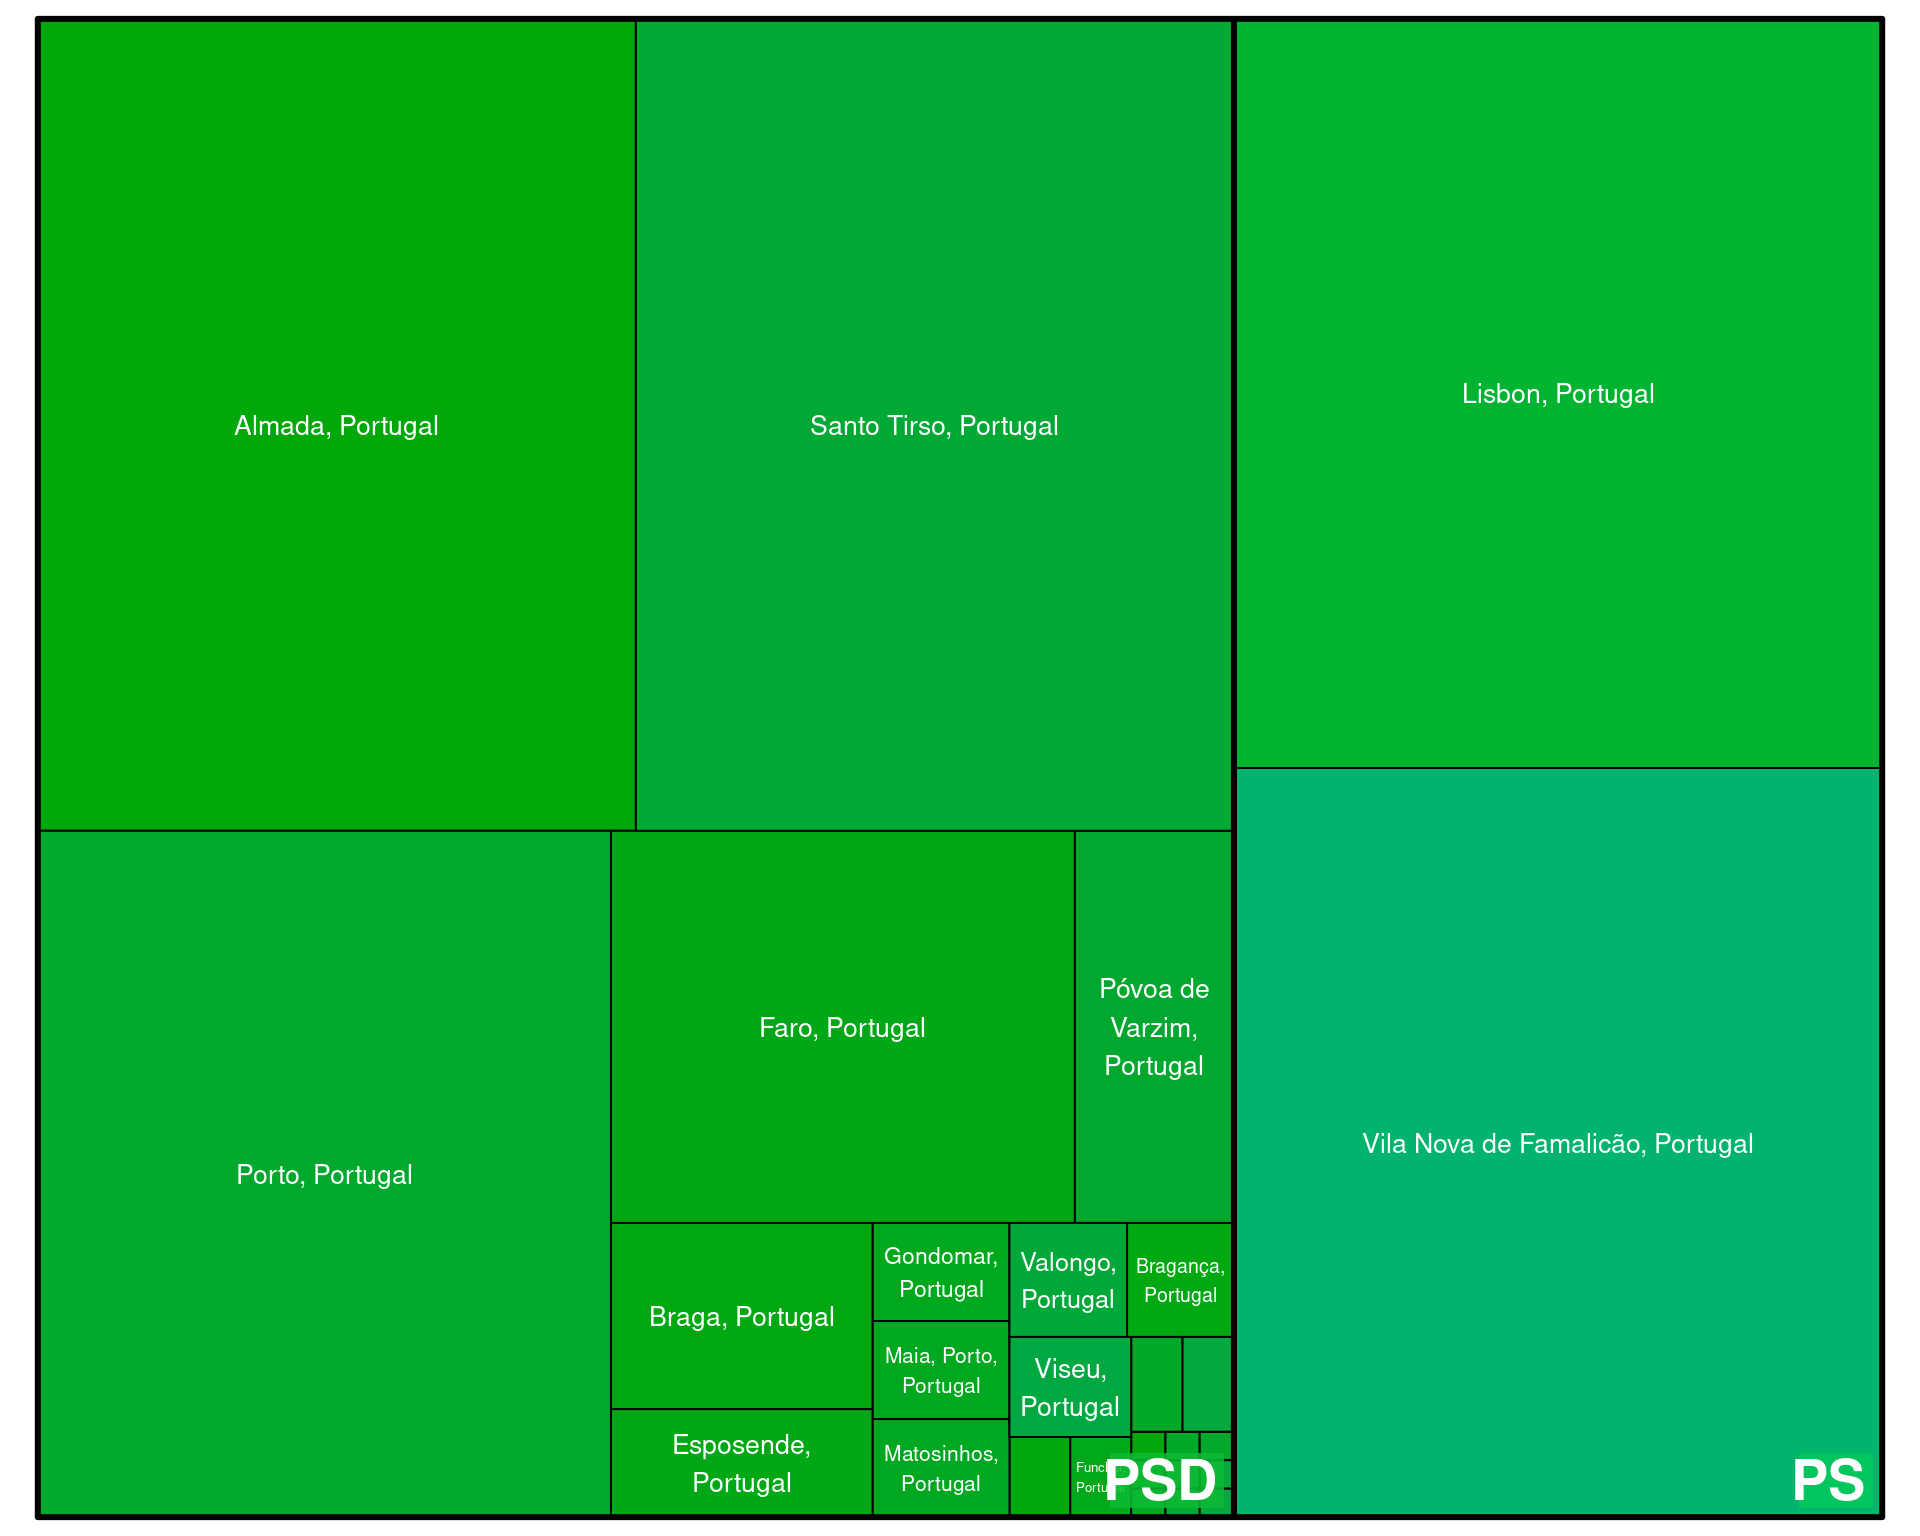 Almada, Portugal
Santo Tirso, Portugal
Lisbon, Portugal
Porto, Portugal
Faro, Portugal
Póvoa de
Varzim,
Portugal
Vila Nova de Famalicão, Portugal
Braga, Portugal
Esposende,
Portugal
Gondomar,
Portugal
Maia, Porto,
Portugal
Matosinhos,
Portugal
Valongo,
Portugal
Bragança,
Portugal
Viseu,
Portugal
PSD
PS